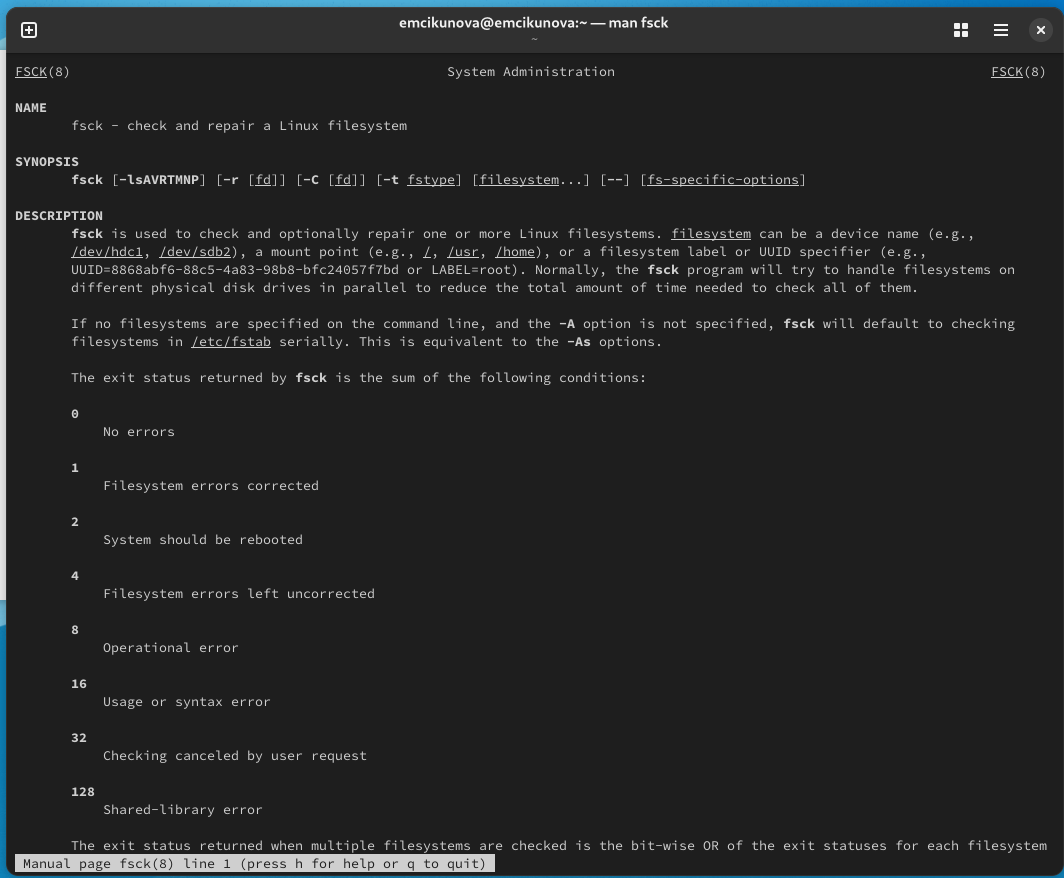 emcikunova@emcikunova:~ — man fsck
~
FSCK(8) System Administration FSCK(8)
NAME
fsck - check and repair a Linux filesystem
SYNOPSIS
fsck [-lsAVRTMNP] [-r [fd]] [-C [fd]] [-t fstype] [filesystem...] [--] [fs-specific-options]
DESCRIPTION
fsck is used to check and optionally repair one or more Linux filesystems. filesystem can be a device name (e.g.,
/dev/hdc1, /dev/sdb2), a mount point (e.g., /, /usr, /home), or a filesystem label or UUID specifier (e.g.,
UUID=8868abf6-88c5-4a83-98b8-bfc24057f7bd or LABEL=root). Normally, the fsck program will try to handle filesystems on
different physical disk drives in parallel to reduce the total amount of time needed to check all of them.
If no filesystems are specified on the command line, and the -A option is not specified, fsck will default to checking
filesystems in /etc/fstab serially. This is equivalent to the -As options.
The exit status returned by fsck is the sum of the following conditions:
0
No errors
1
Filesystem errors corrected
2
System should be rebooted
4
Filesystem errors left uncorrected
8
Operational error
16
Usage or syntax error
32
Checking canceled by user request
128
Shared-library error
The exit status returned when multiple filesystems are checked is the bit-wise OR of the exit statuses for each filesystem
Manual page fsck(8) line 1 (press h for help or q to quit)